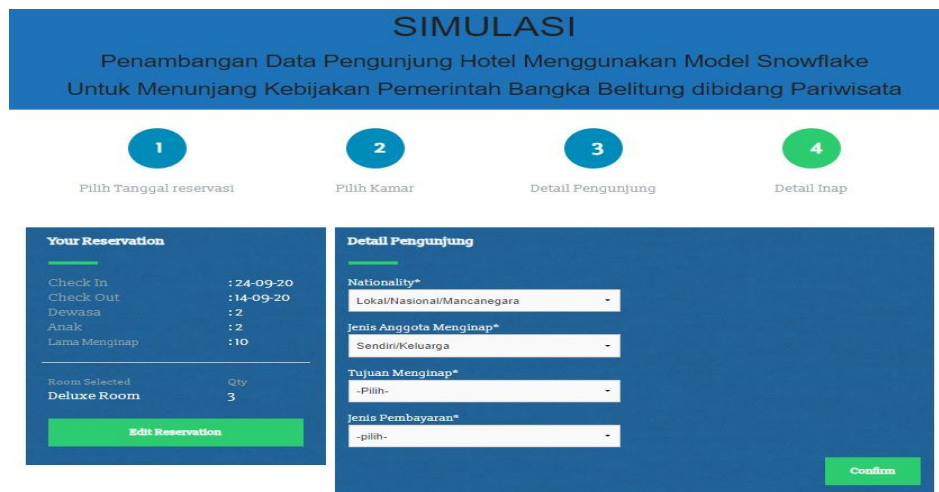 SIMULASI
Penambangan Data Pengunjung Hotel Menggunakan Model Snowflake
Untuk Menunjang Kebijakan Pemerintah Bangka Belitung dibidang Pariwisata
1 2 3 4
Pilih Tanggal reservasi Pilih Kamar Detail Pengunjung Detail Inap
Your Reservation
Check In : 24-09-20
Check Out : 14-09-20
Dewasa : 2
Anak : 2
Lama Menginap : 10
Room Selected Qty
Deluxe Room 3
Edit Reservation
Detail Pengunjung
Nationality*
Lokal/Nasional/Mancanegara
Jenis Anggota Menginap*
Sendiri/Keluarga
Tujuan Menginap*
-Pilih-
Jenis Pembayaran*
-pilih-
Confirm